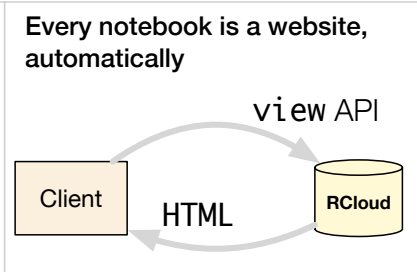 Every notebook is a website,
automatically
view API
Client
HTML
RCloud